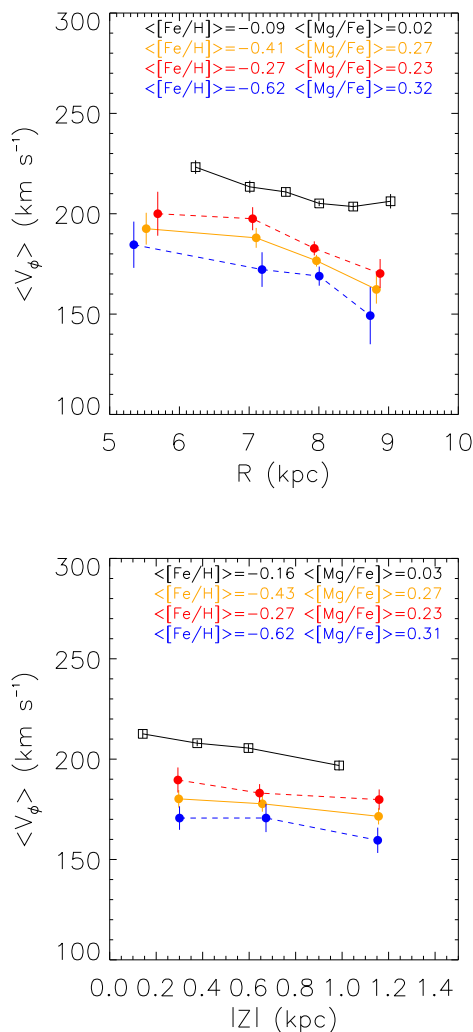 <[Fe/H]>=−0.09 <[Mg/Fe]>=0.02
<[Fe/H]>=−0.41 <[Mg/Fe]>=0.27
<[Fe/H]>=−0.27 <[Mg/Fe]>=0.23
<[Fe/H]>=−0.62 <[Mg/Fe]>=0.32
300
250
200
150
100
<Vϕ> (km s⁻¹)
5 6 7 8 9 10
R (kpc)
<[Fe/H]>=−0.16 <[Mg/Fe]>=0.03
<[Fe/H]>=−0.43 <[Mg/Fe]>=0.27
<[Fe/H]>=−0.27 <[Mg/Fe]>=0.23
<[Fe/H]>=−0.62 <[Mg/Fe]>=0.31
300
250
200
150
100
<Vϕ> (km s⁻¹)
0.0 0.2 0.4 0.6 0.8 1.0 1.2 1.4
|Z| (kpc)